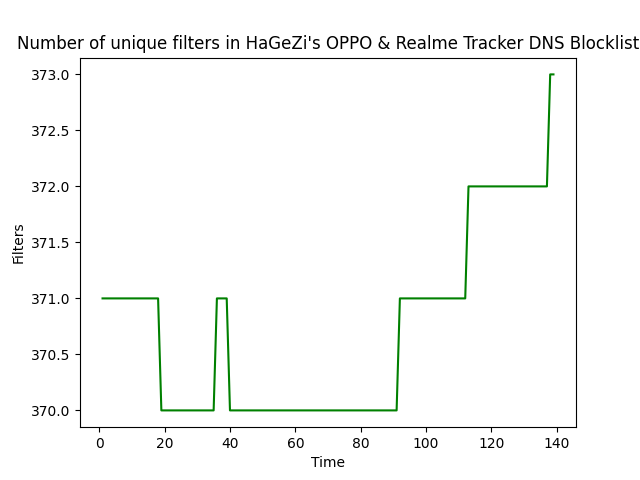 Number of unique filters in HaGeZi's OPPO & Realme Tracker DNS Blocklist
373.0
372.5
372.0
371.5
371.0
370.5
370.0
Filters
0 20 40 60 80 100 120 140
Time